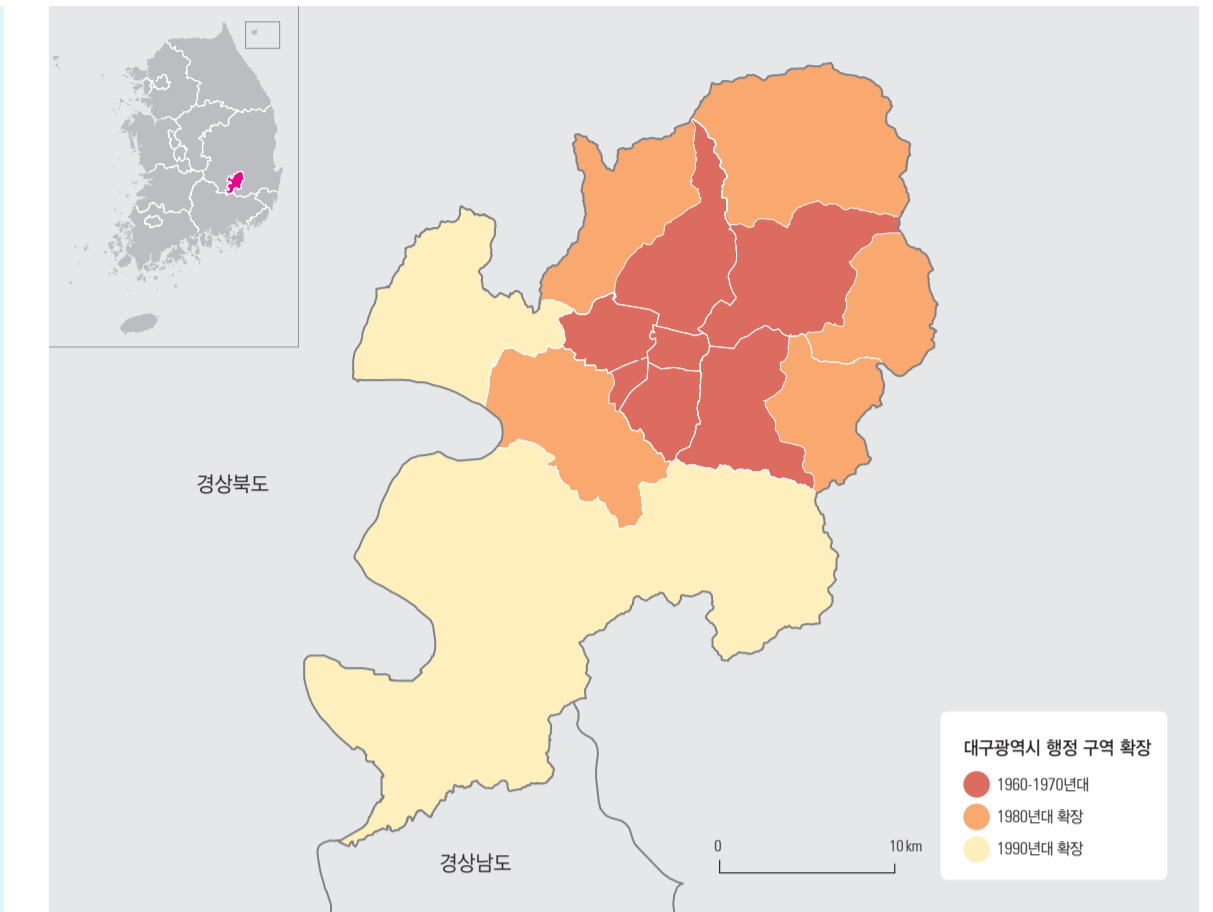 경상북도
대구광역시 행정 구역 확장
1960-1970년대
1980년대 확장
1990년대 확장
0 10 km
경상남도